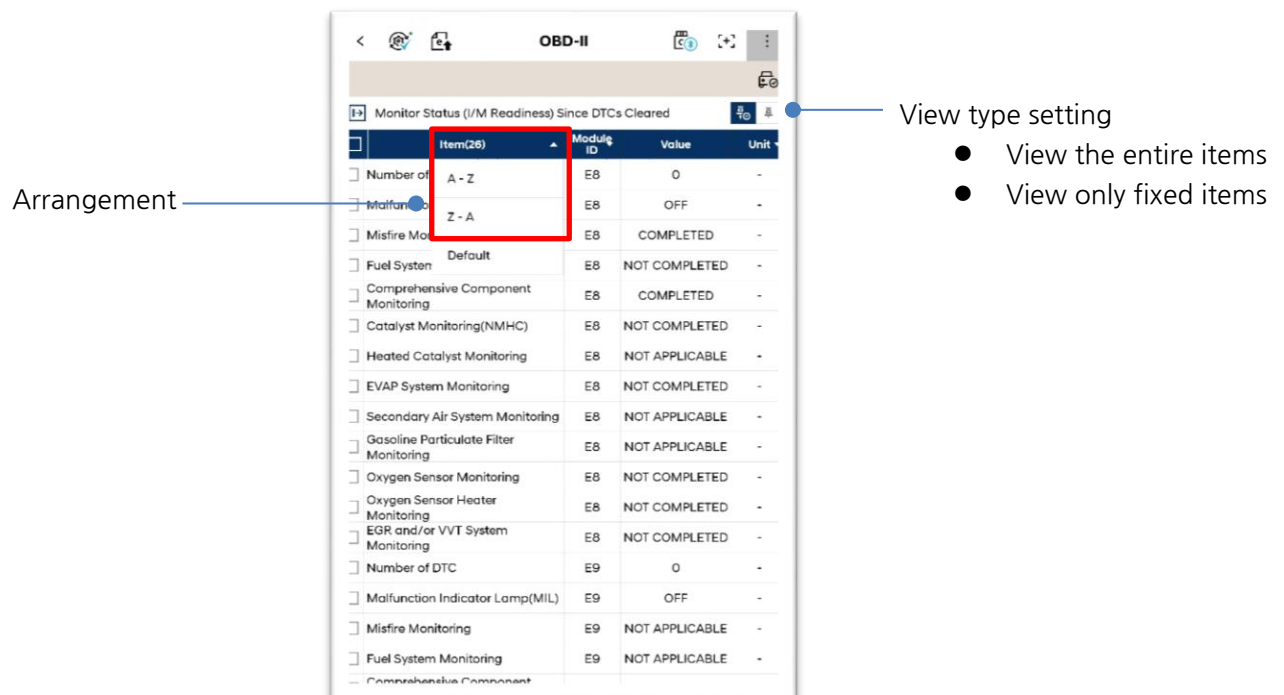 OBD-II
Monitor Status (I/M Readiness) Since DTCs Cleared
Item(26) Module ID Value Unit
Number of E8 0 -
A - Z
Malfunctio E8 OFF -
Z - A
Misfire Mo E8 COMPLETED -
Default
Fuel System E8 NOT COMPLETED -
Comprehensive Component
Monitoring E8 COMPLETED -
Catalyst Monitoring(NMHC) E8 NOT COMPLETED -
Heated Catalyst Monitoring E8 NOT APPLICABLE -
EVAP System Monitoring E8 NOT COMPLETED -
Secondary Air System Monitoring E8 NOT APPLICABLE -
Gasoline Particulate Filter
Monitoring E8 NOT APPLICABLE -
Oxygen Sensor Monitoring E8 NOT COMPLETED -
Oxygen Sensor Heater
Monitoring E8 NOT COMPLETED -
EGR and/or VVT System
Monitoring E8 NOT COMPLETED -
Number of DTC E9 0 -
Malfunction Indicator Lamp(MIL) E9 OFF -
Misfire Monitoring E9 NOT APPLICABLE -
Fuel System Monitoring E9 NOT APPLICABLE -
Comprehensive Component
Arrangement
View type setting
● View the entire items
● View only fixed items